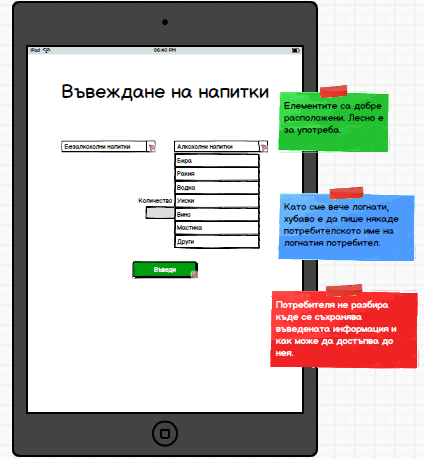 iPad
06:40 PM
Въвеждане на напитки
Безалкохолни напитки
Алкохолни напитки
Бира
Ракия
Водка
Количество
Уиски
Вино
Мастика
Други
Въведи
Елементите са добре
разположени. Лесно е
за употреба.
Като сме вече логнати,
хубаво е да пише някаде
потребителското име на
логнатия потребител.
Потребителя не разбира
къде се съхранява
въведената информация и
как може да достъпва до
нея.